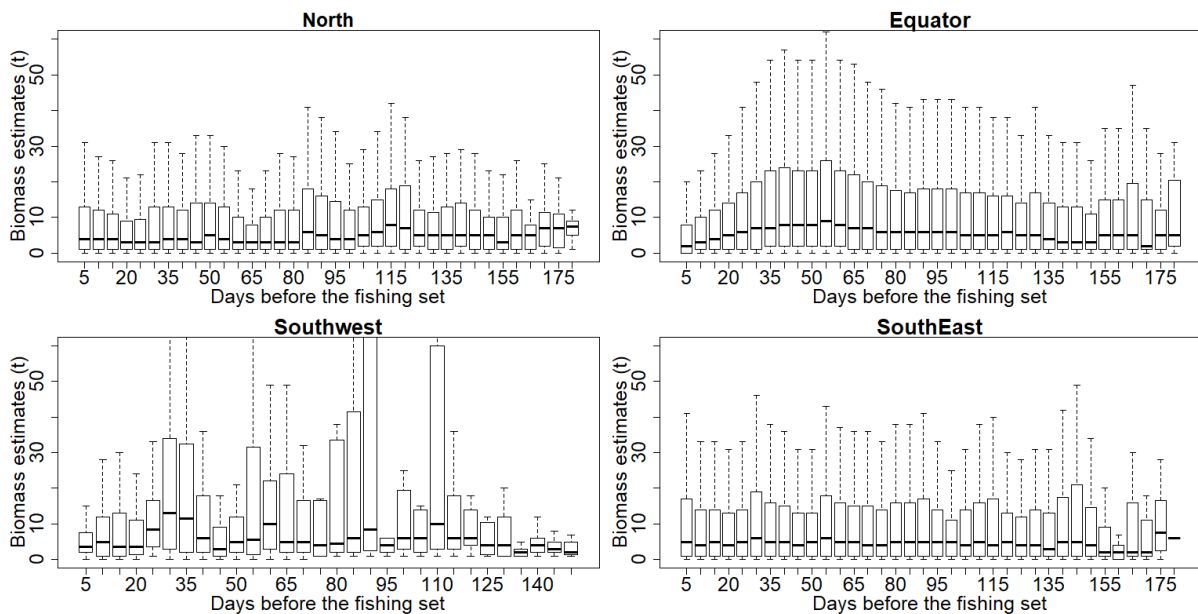 North
Biomass estimates (t)
0 10 30 50
5 20 35 50 65 80 95 115 135 155 175
Days before the fishing set
Equator
Biomass estimates (t)
0 10 30 50
5 20 35 50 65 80 95 115 135 155 175
Days before the fishing set
Southwest
Biomass estimates (t)
0 10 30 50
5 20 35 50 65 80 95 110 125 140
Days before the fishing set
SouthEast
Biomass estimates (t)
0 10 30 50
5 20 35 50 65 80 95 115 135 155 175
Days before the fishing set